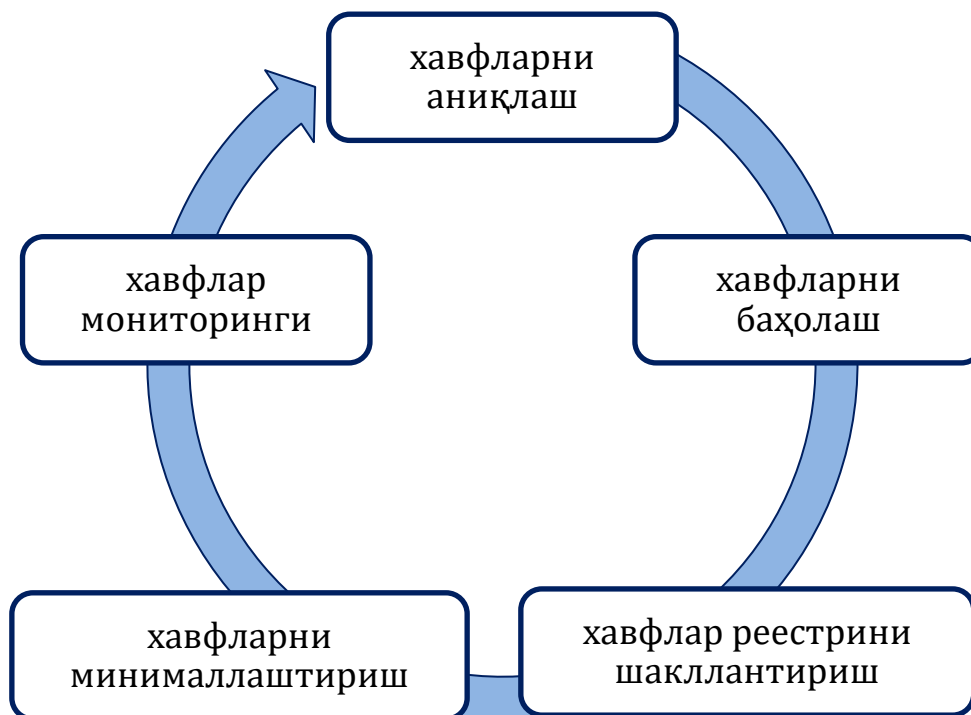 хавфларни
аниқлаш
хавфларни
баҳолаш
хавфлар реестрини
шакллантириш
хавфларни
минималлаштириш
хавфлар
мониторинги